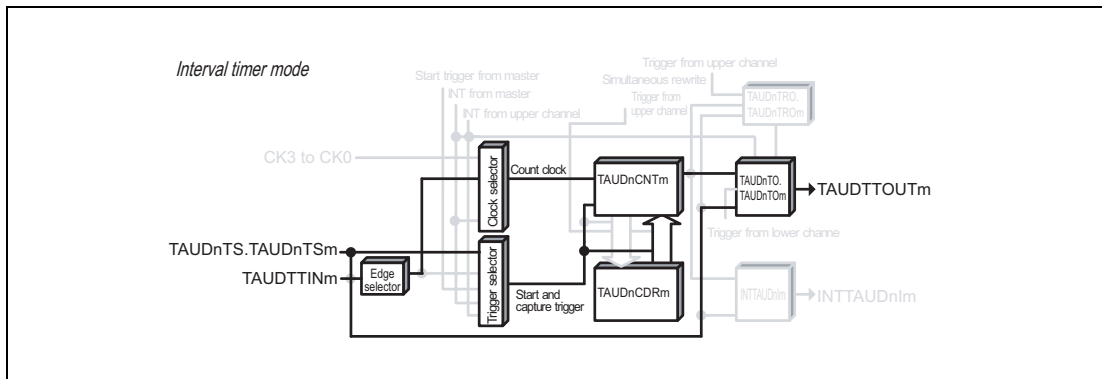 Interval timer mode
Trigger from upper channel
Start trigger from master
Simultaneous rewrite
INT from master
Trigger from
upper channel
TAUDnTRO.
TAUDnTROm
INT from upper channel
CK3 to CK0
Clock selector
Count clock
TAUDnCNTm
TAUDnTO.
TAUDnTOm
TAUDTTOUTm
TAUDnTS.TAUDnTSm
Trigger from lower channe
TAUDTTINm
Edge
selector
Trigger selector
Start and
capture trigger
TAUDnCDRm
INTTAUDnIm
INTTAUDnIm